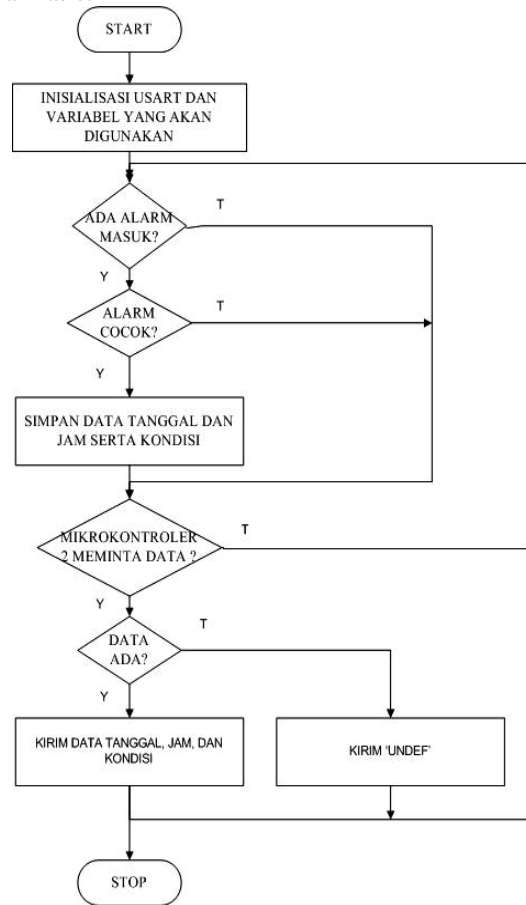 START
INISIALISASI USART DAN
VARIABEL YANG AKAN
DIGUNAKAN
ADA ALARM
MASUK?
T
Y
ALARM
COCOK?
T
Y
SIMPAN DATA TANGGAL DAN
JAM SERTA KONDISI
MIKROKONTROLER
2 MEMINTA DATA ?
T
Y
DATA
ADA?
T
Y
KIRIM DATA TANGGAL, JAM, DAN
KONDISI
KIRIM 'UNDEF'
STOP